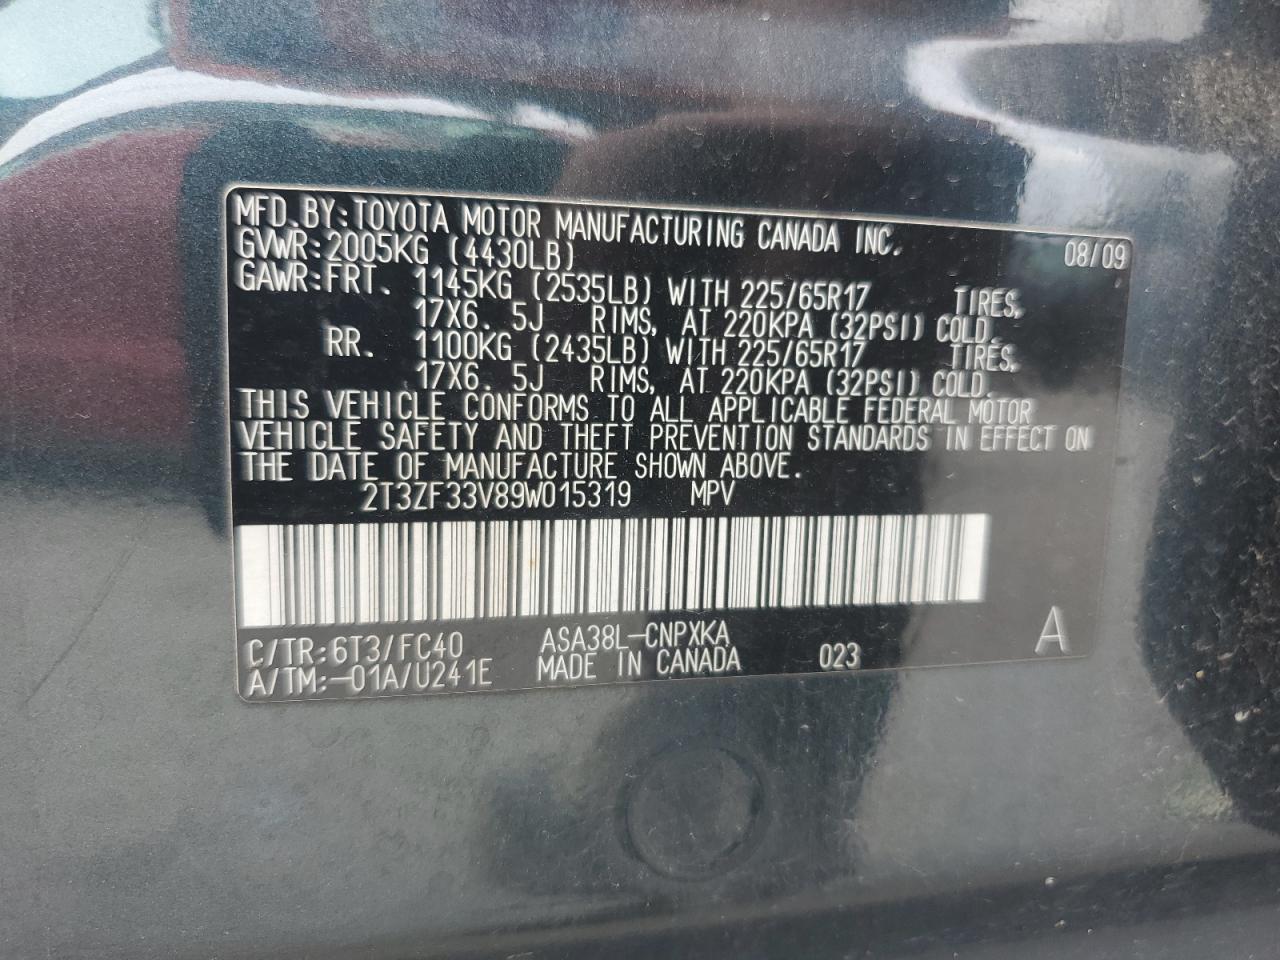 MFD. BY: TOYOTA MOTOR MANUFACTURING CANADA INC.
GVWR: 2005KG (4430LB) 08/09
GAWR: FRT. 1145KG (2535LB) WITH 225/65R17 TIRES,
17X6. 5J RIMS, AT 220KPA (32PSI) COLD.
RR. 1100KG (2435LB) WITH 225/65R17 TIRES,
17X6. 5J RIMS, AT 220KPA (32PSI) COLD.
THIS VEHICLE CONFORMS TO ALL APPLICABLE FEDERAL MOTOR
VEHICLE SAFETY AND THEFT PREVENTION STANDARDS IN EFFECT ON
THE DATE OF MANUFACTURE SHOWN ABOVE.
2T3ZF33V89W015319 MPV
C/TR: 6T3/FC40 ASA38L-CNPXKA A
A/TM:-01A/U241E MADE IN CANADA 023